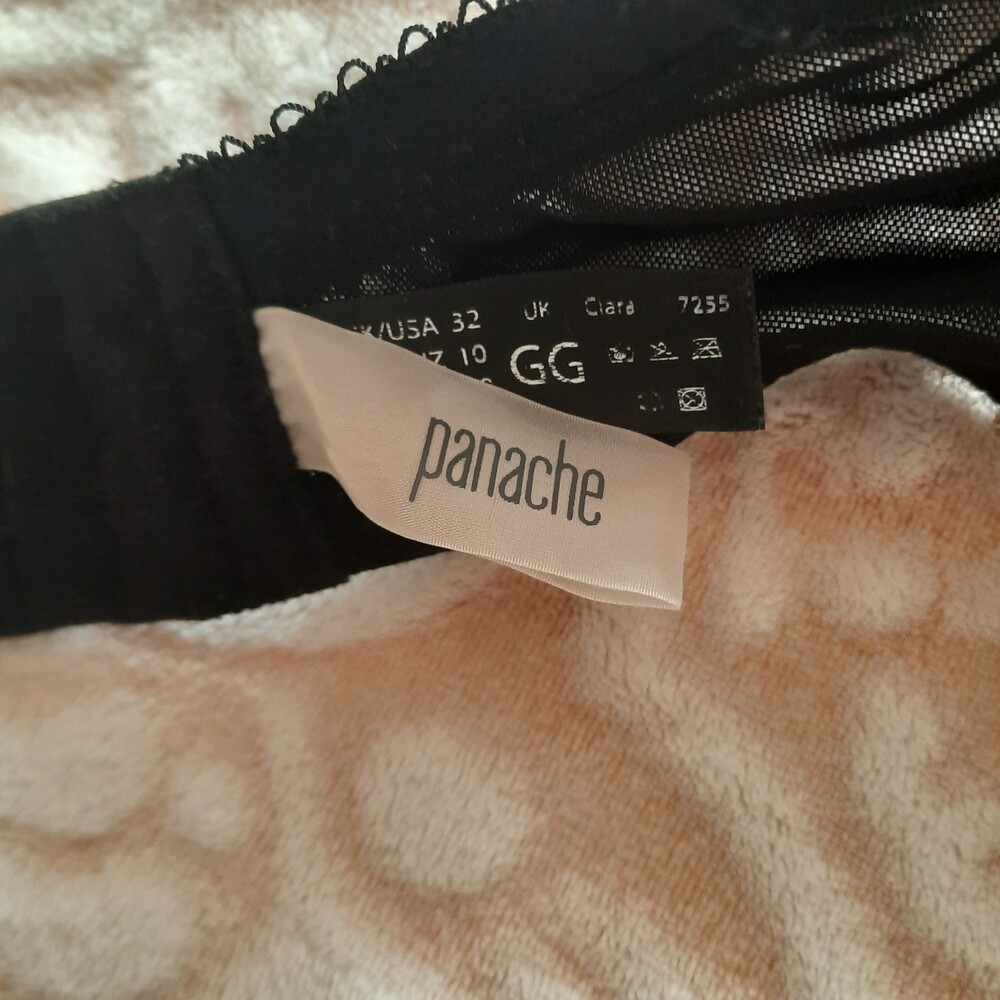 UK/USA 32 UK Clara 7255
10 GG
panache